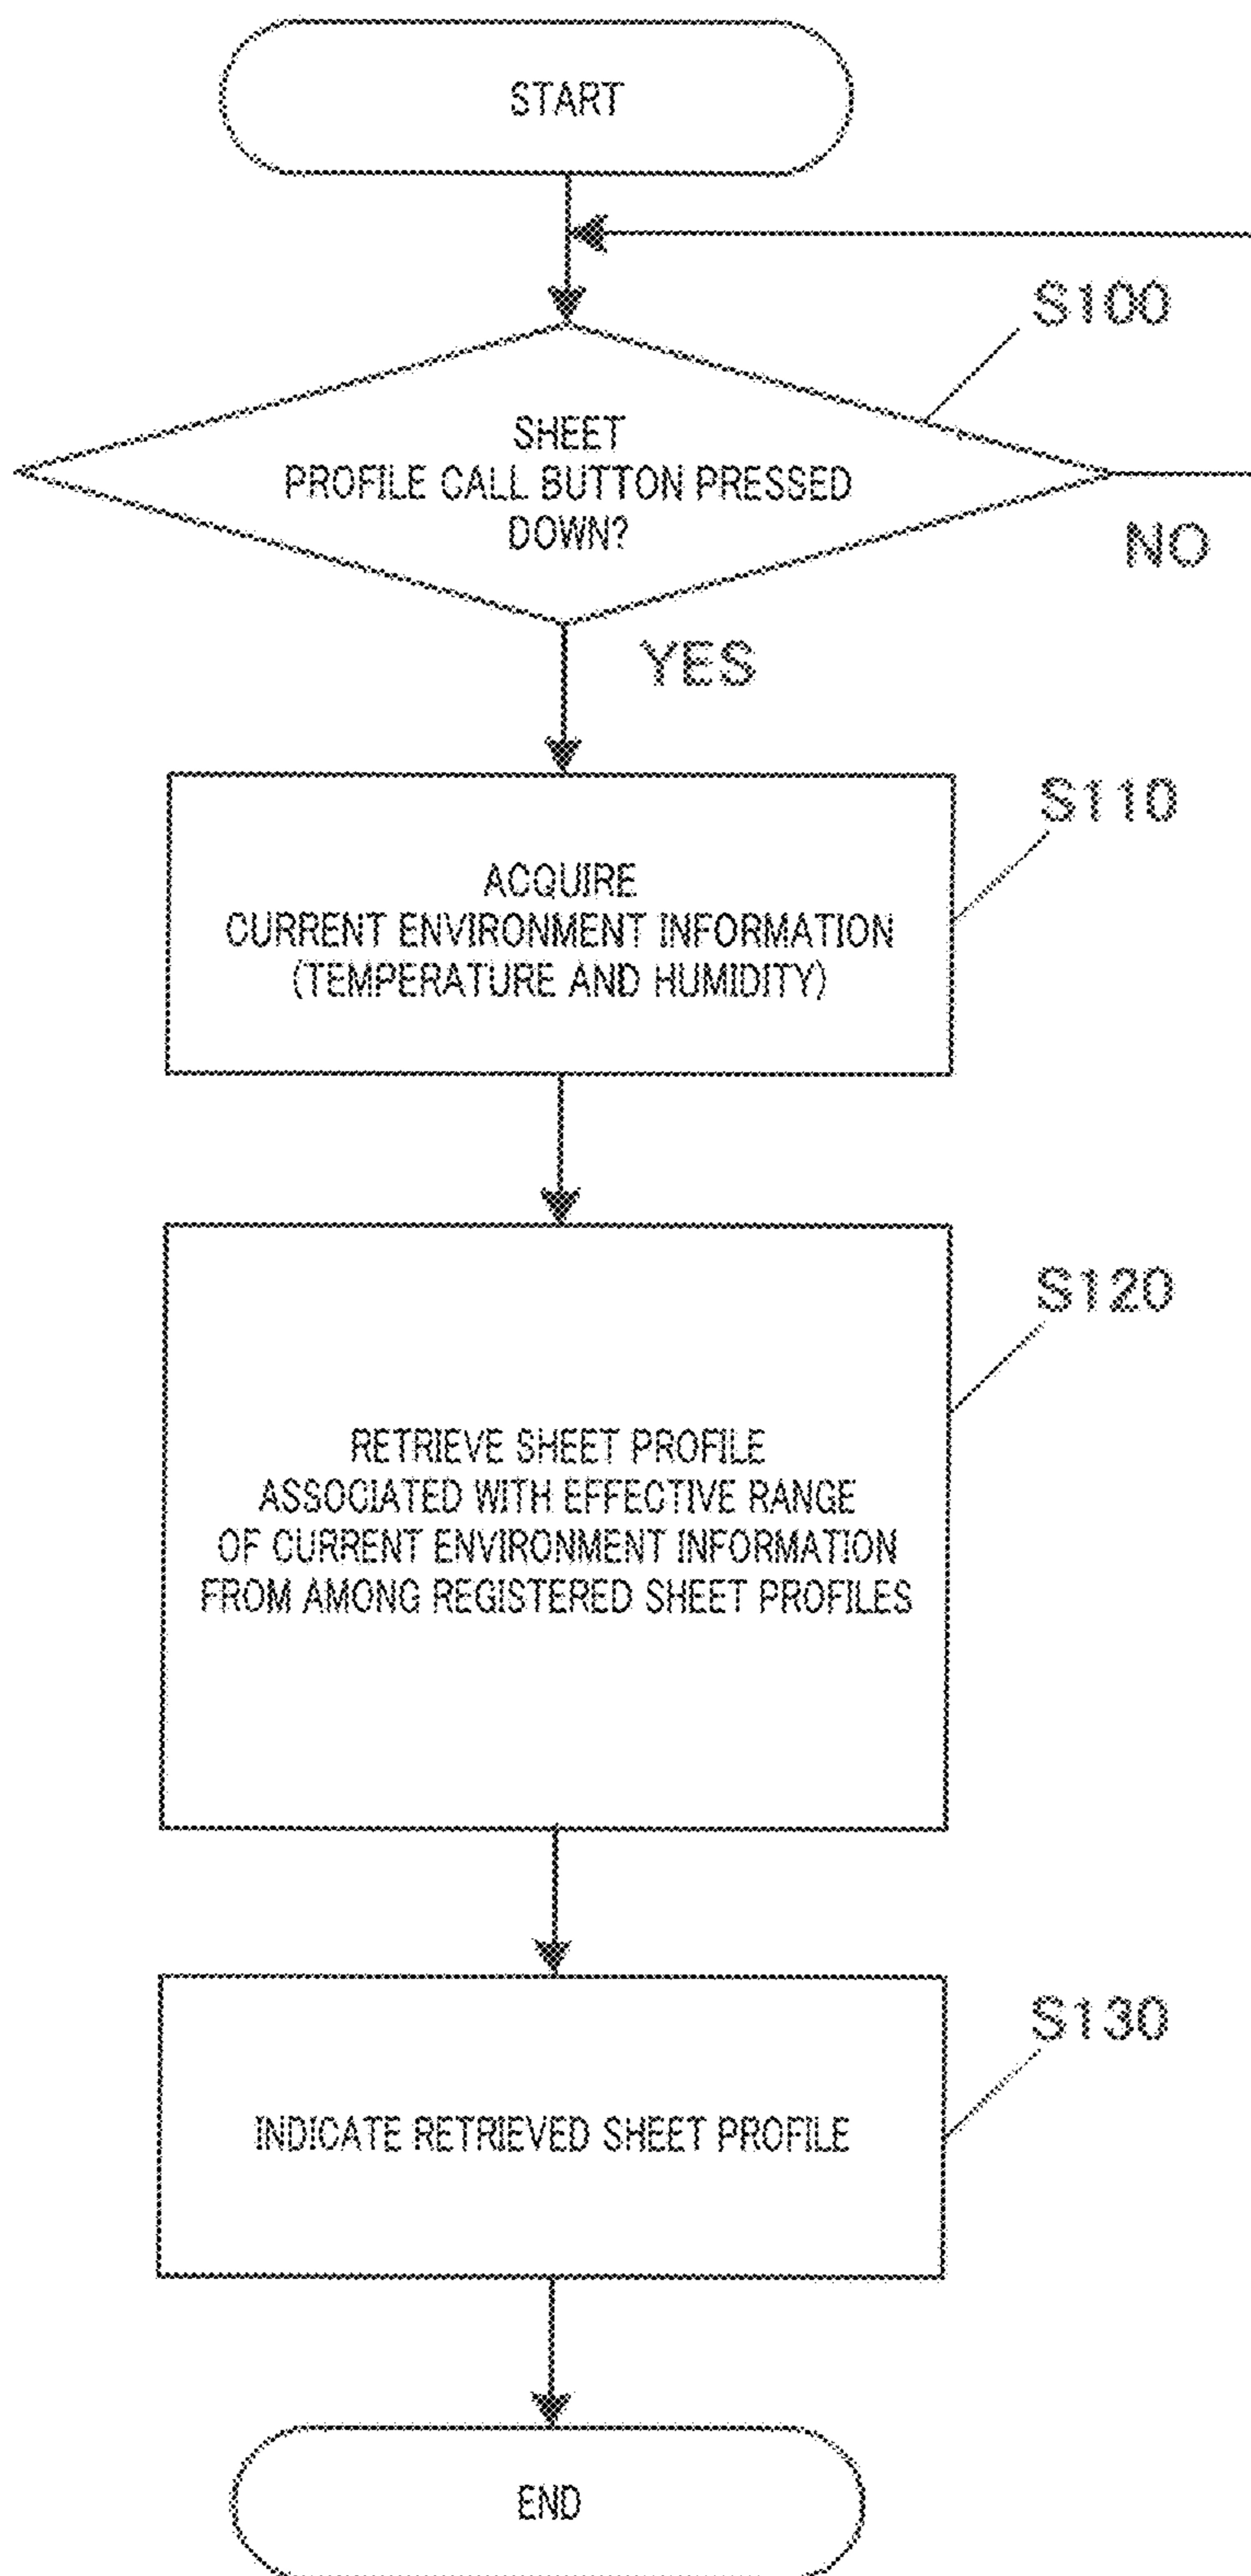 START
S100
SHEET
PROFILE CALL BUTTON PRESSED
DOWN?
NO
YES
S110
ACQUIRE
CURRENT ENVIRONMENT INFORMATION
(TEMPERATURE AND HUMIDITY)
S120
RETRIEVE SHEET PROFILE
ASSOCIATED WITH EFFECTIVE RANGE
OF CURRENT ENVIRONMENT INFORMATION
FROM AMONG REGISTERED SHEET PROFILES
S130
INDICATE RETRIEVED SHEET PROFILE
END